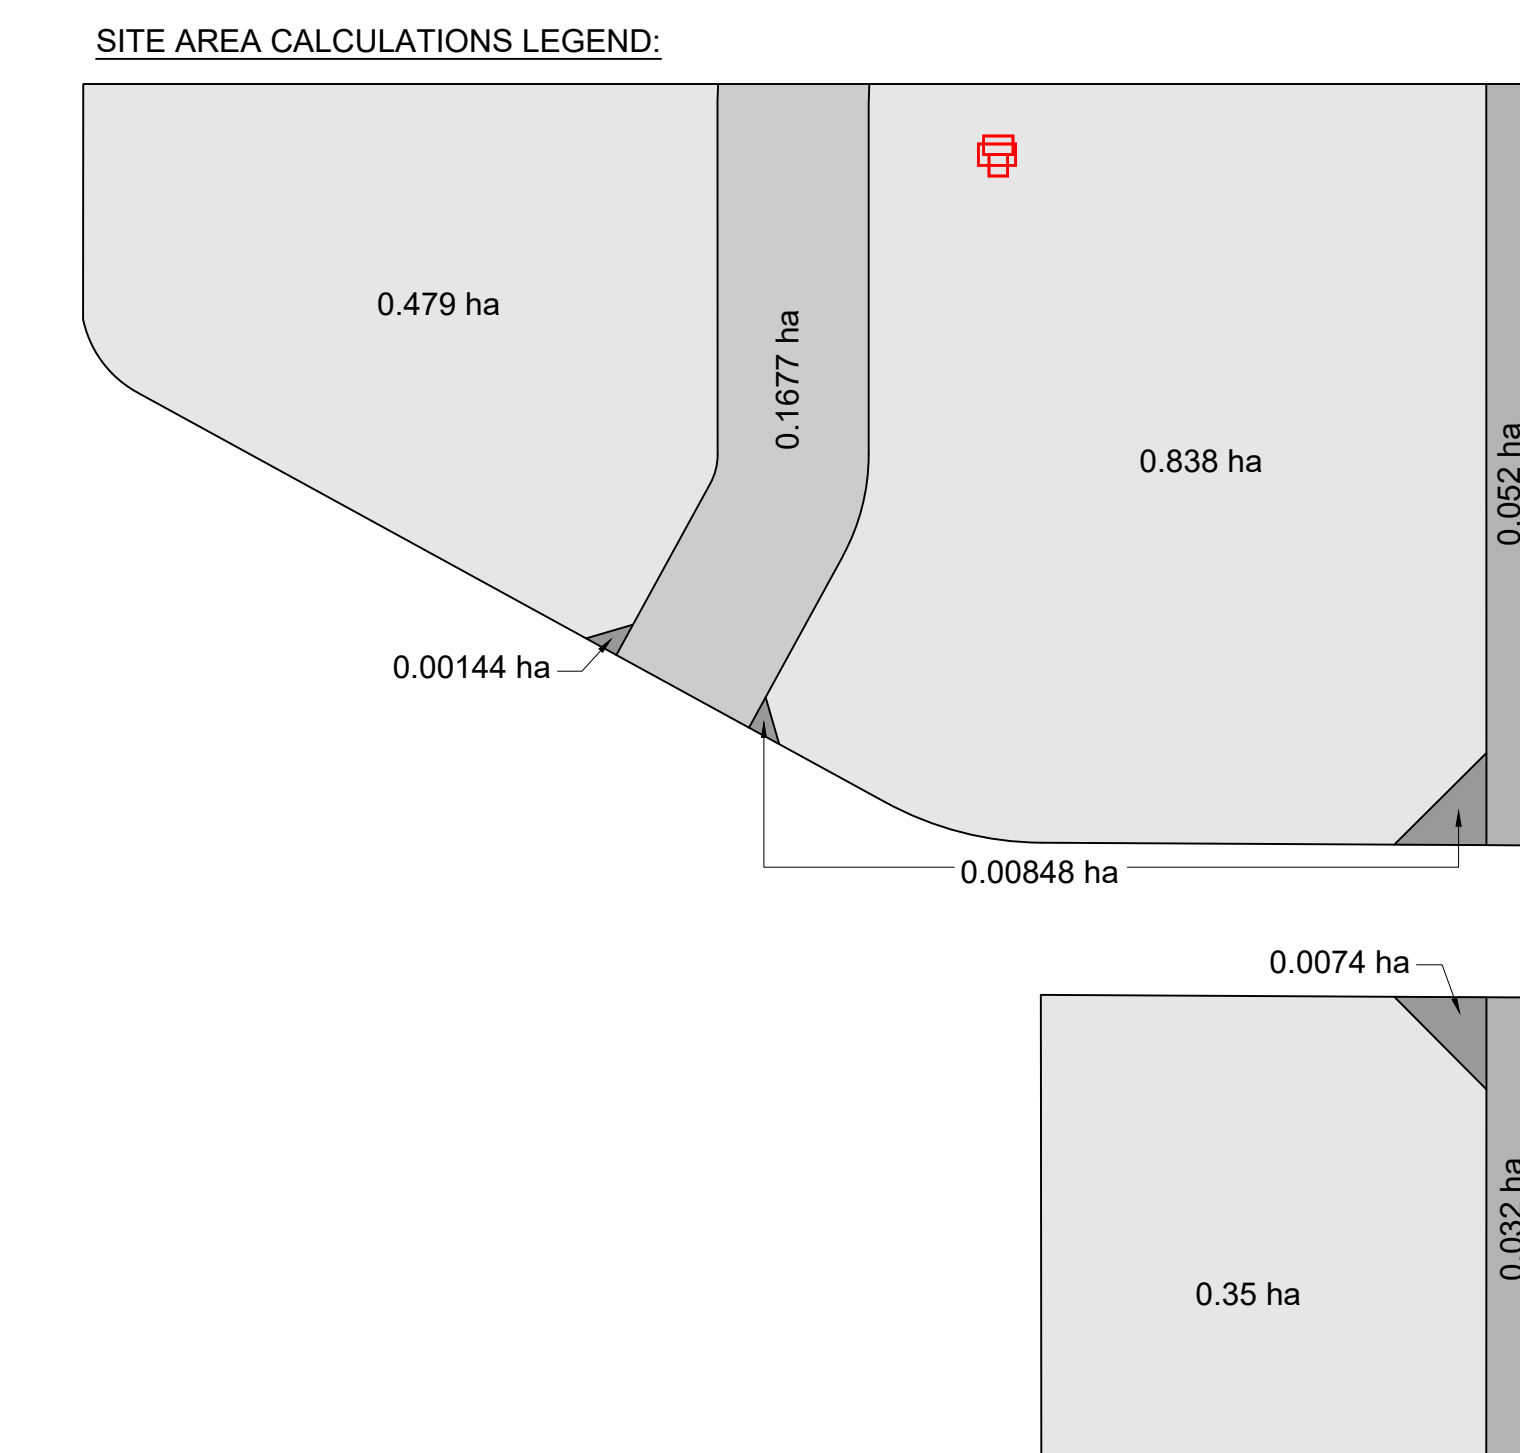 SITE AREA CALCULATIONS LEGEND:
0.479 ha
0.1677 ha
0.838 ha
0.052 ha
0.00144 ha
0.00848 ha
0.0074 ha
0.032 ha
0.35 ha